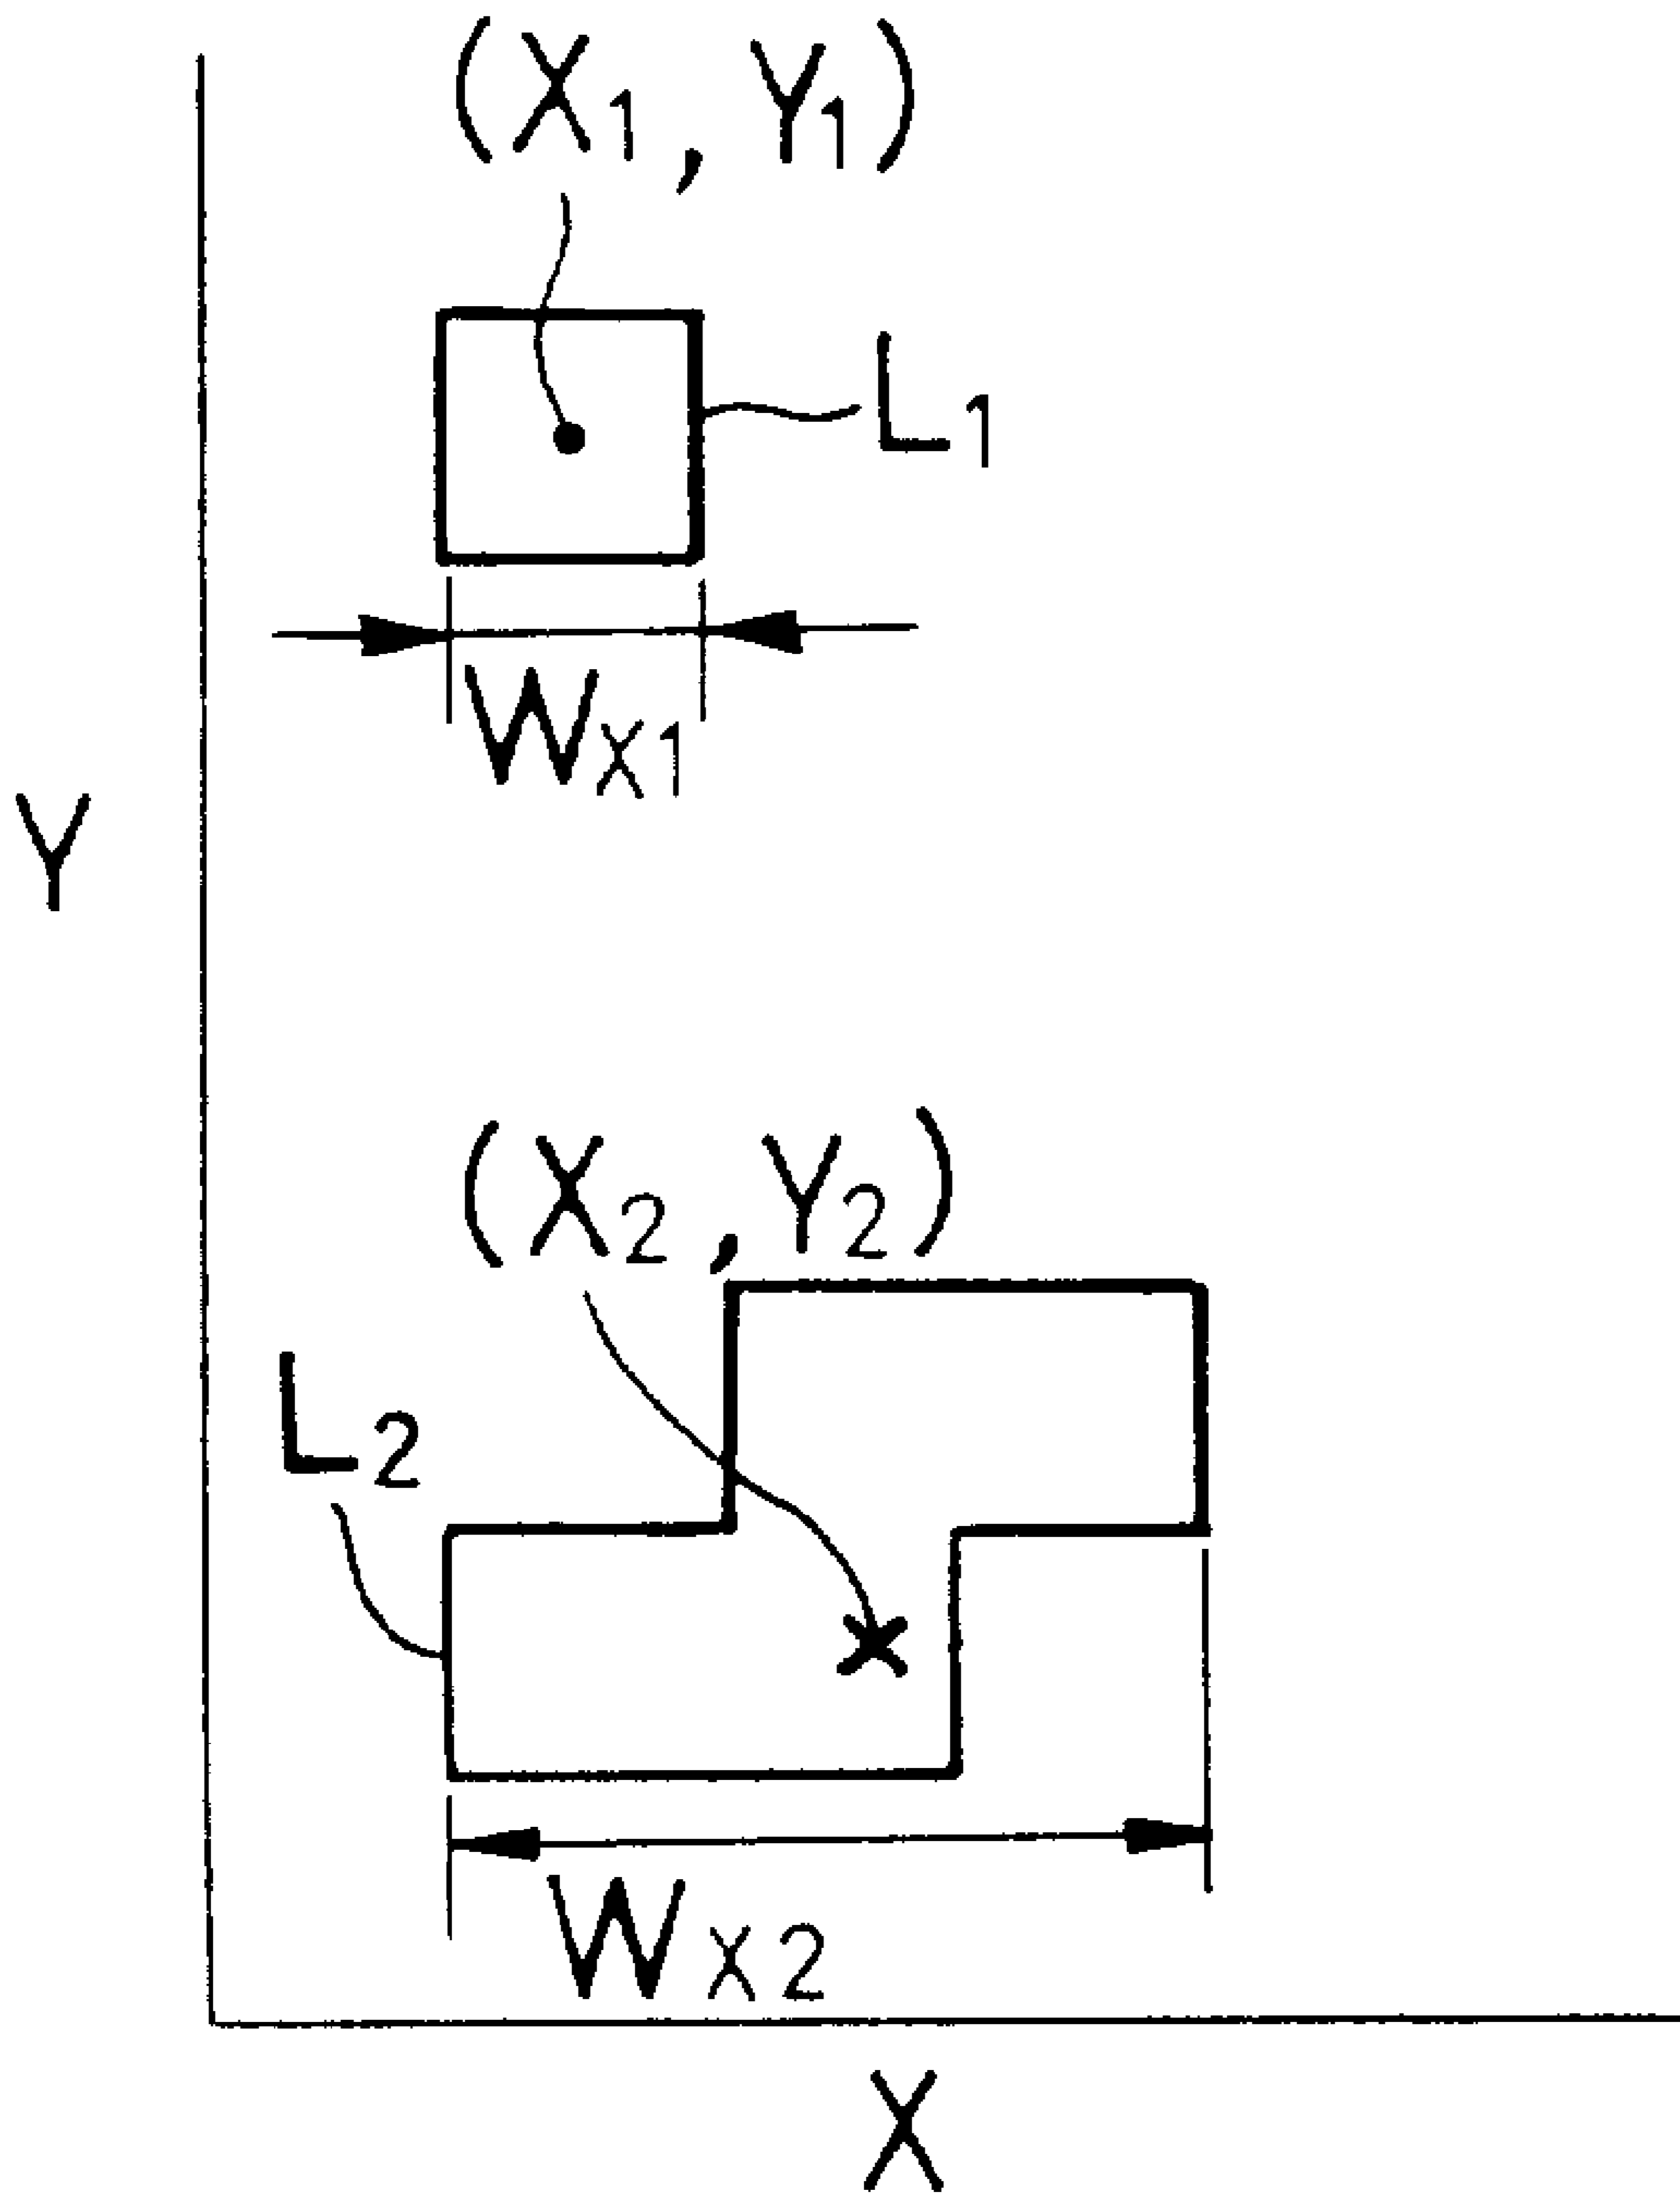 (X₁, Y₁)
L₁
Wₓ₁
Y
(X₂, Y₂)
L₂
Wₓ₂
X